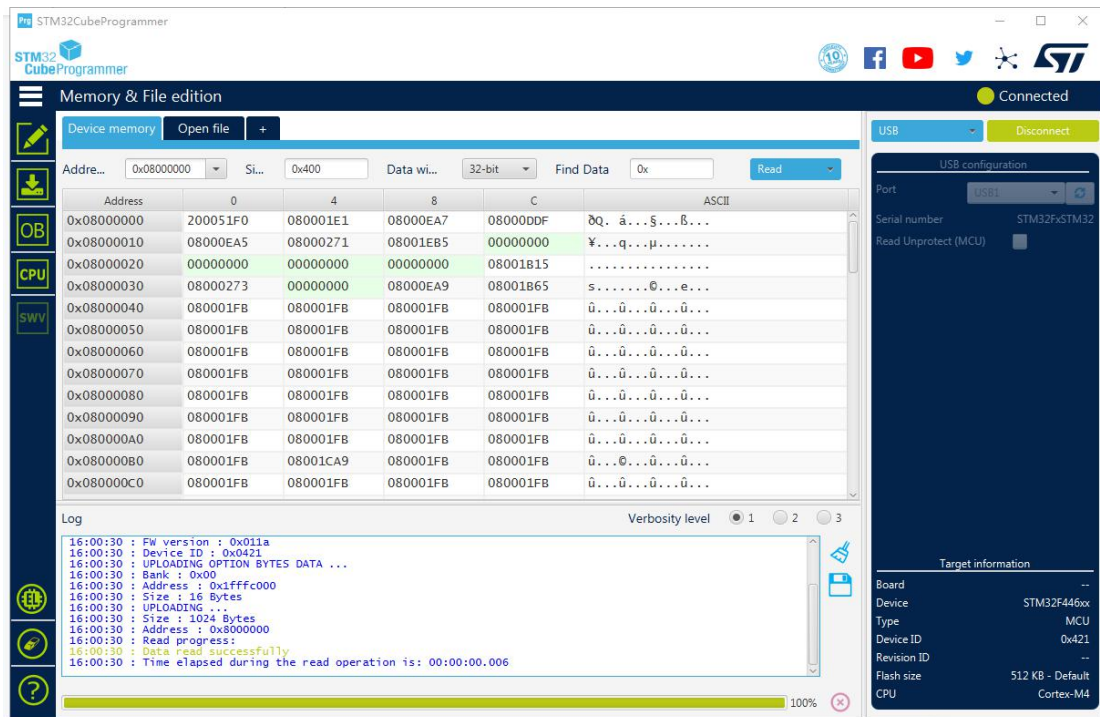 Prg STM32CubeProgrammer
STM32
CubeProgrammer
10
Memory & File edition
Connected
Device memory Open file +
USB Disconnect
Addre... 0x08000000 Si... 0x400 Data wi... 32-bit Find Data 0x Read
USB configuration
Port USB1
Serial number STM32FxSTM32
Read Unprotect (MCU)
Address 0 4 8 C ASCII
0x08000000 200051F0 080001E1 08000EA7 08000DDF ðQ. á...§...ß...
0x08000010 08000EA5 08000271 08001EB5 00000000 ¥...q...µ.......
0x08000020 00000000 00000000 00000000 08001B15 ................
0x08000030 08000273 00000000 08000EA9 08001B65 s.......©...e...
0x08000040 080001FB 080001FB 080001FB 080001FB û...û...û...û...
0x08000050 080001FB 080001FB 080001FB 080001FB û...û...û...û...
0x08000060 080001FB 080001FB 080001FB 080001FB û...û...û...û...
0x08000070 080001FB 080001FB 080001FB 080001FB û...û...û...û...
0x08000080 080001FB 080001FB 080001FB 080001FB û...û...û...û...
0x08000090 080001FB 080001FB 080001FB 080001FB û...û...û...û...
0x080000A0 080001FB 080001FB 080001FB 080001FB û...û...û...û...
0x080000B0 080001FB 08001CA9 080001FB 080001FB û...©...û...û...
0x080000C0 080001FB 080001FB 080001FB 080001FB û...û...û...û...
OB
CPU
SWV
Log Verbosity level 1 2 3
16:00:30 : FW version : 0x011a
16:00:30 : Device ID : 0x0421
16:00:30 : UPLOADING OPTION BYTES DATA ...
16:00:30 : Bank : 0x00
16:00:30 : Address : 0x1fffc000
16:00:30 : Size : 16 Bytes
16:00:30 : UPLOADING ...
16:00:30 : Size : 1024 Bytes
16:00:30 : Address : 0x8000000
16:00:30 : Read progress:
16:00:30 : Data read successfully
16:00:30 : Time elapsed during the read operation is: 00:00:00.006
100%
Target information
Board --
Device STM32F446xx
Type MCU
Device ID 0x421
Revision ID --
Flash size 512 KB - Default
CPU Cortex-M4